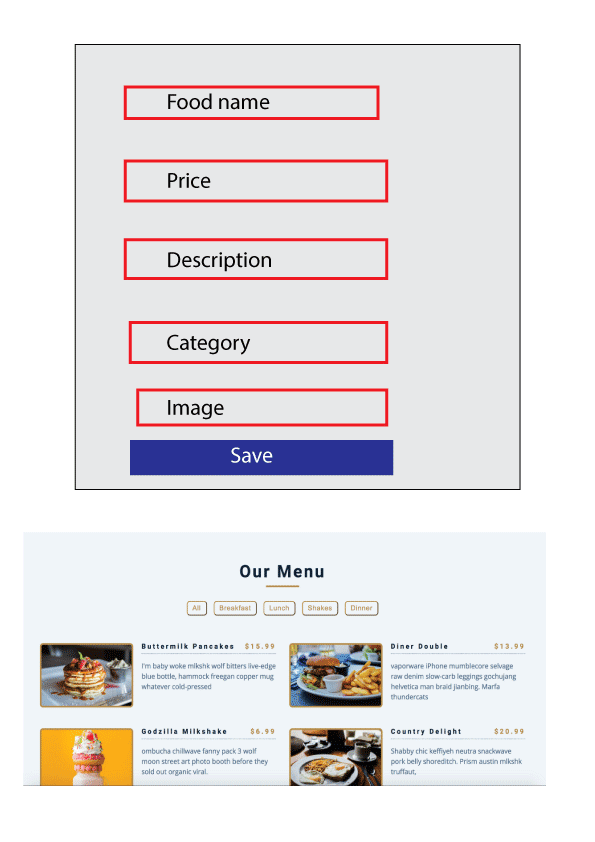 Food name
Price
Description
Category
Image
Save
Our Menu
All Breakfast Lunch Shakes Dinner
Buttermilk Pancakes $15.99
I'm baby woke mlkshk wolf bitters live-edge
blue bottle, hammock freegan copper mug
whatever cold-pressed
Diner Double $13.99
vaporware iPhone mumblecore selvage
raw denim slow-carb leggings gochujang
helvetica man braid jianbing. Marfa
thundercats
Godzilla Milkshake $6.99
ombucha chillwave fanny pack 3 wolf
moon street art photo booth before they
sold out organic viral.
Country Delight $20.99
Shabby chic keffiyeh neutra snackwave
pork belly shoreditch. Prism austin mlkshk
truffaut,